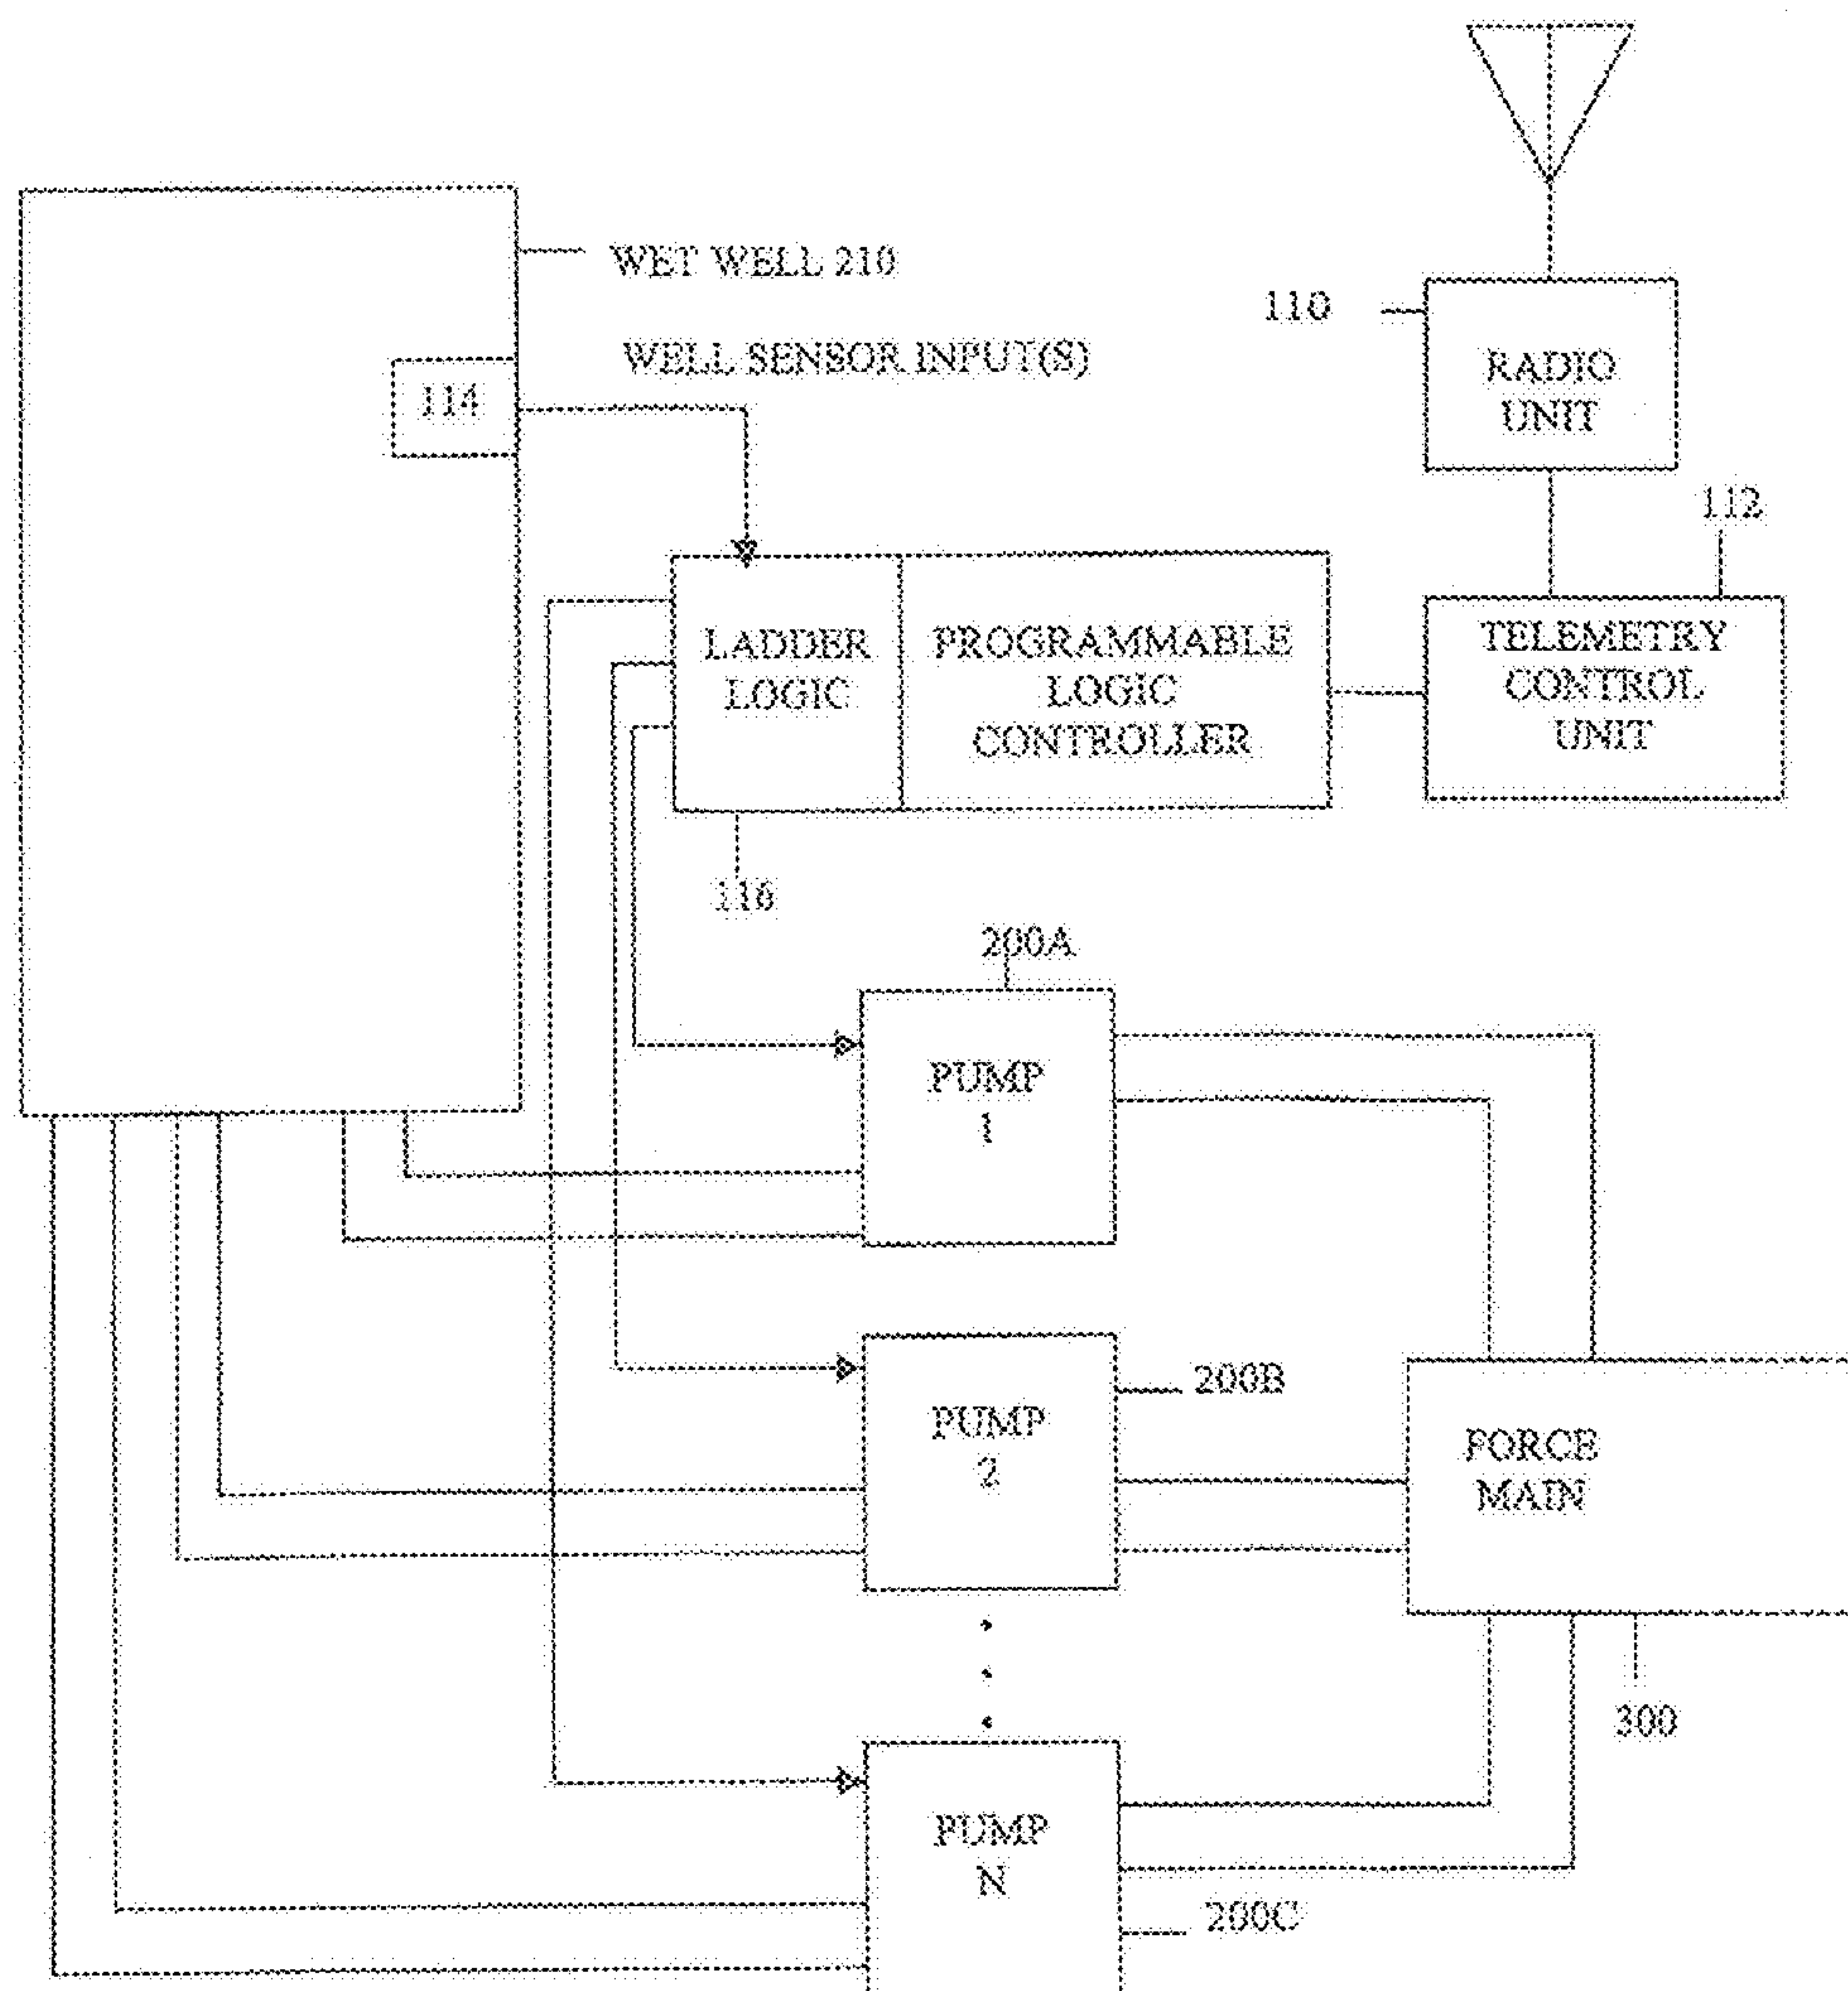 WET WELL 210
WELL SENSOR INPUT(S)
114
110
RADIO
UNIT
112
LADDER
LOGIC
PROGRAMMABLE
LOGIC
CONTROLLER
TELEMETRY
CONTROL
UNIT
116
200A
PUMP
1
200B
PUMP
2
FORCE
MAIN
300
PUMP
N
200C